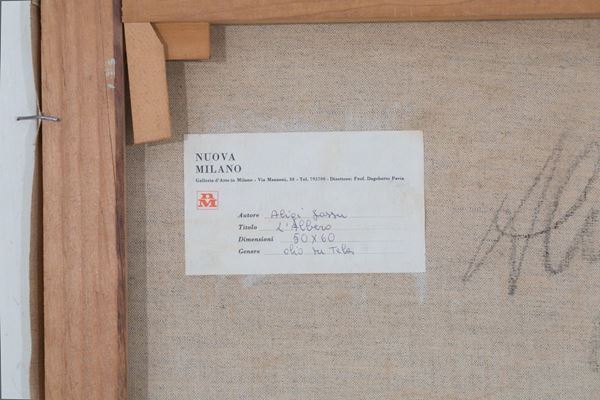 NUOVA
MILANO
Galleria d'Arte in Milano - Via Manzoni, 38 - Tel. 793700 - Direttore: Prof. Dagoberto Pavia
nM
Autore Aligi Sassu
Titolo L'Albero
Dimensioni 50 X 60
Genere olio su Tela